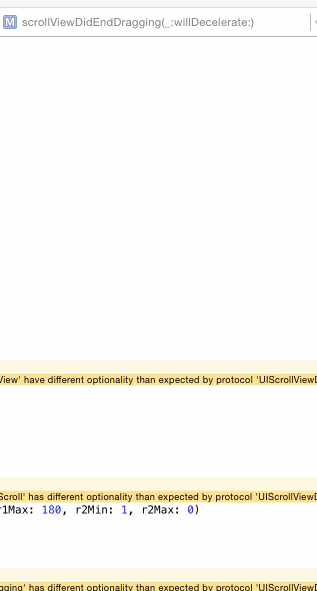 M scrollViewDidEndDragging(_:willDecelerate:)
View' have different optionality than expected by protocol 'UIScrollViewD
Scroll' has different optionality than expected by protocol 'UIScrollViewD
r1Max: 180, r2Min: 1, r2Max: 0)
gging' has different optionality than expected by protocol 'UIScrollViewD